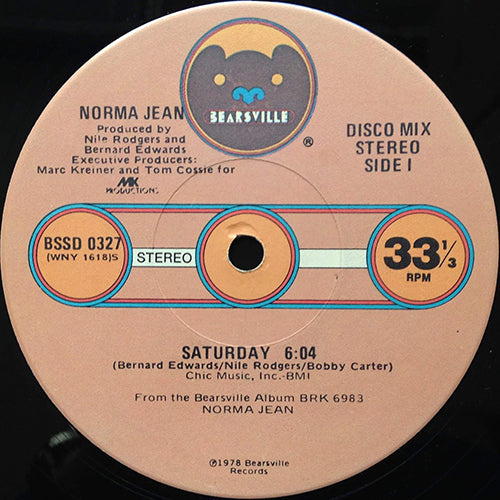 BEARSVILLE
®
NORMA JEAN
Produced by
Nile Rodgers and
Bernard Edwards
Executive Producers:
Marc Kreiner and Tom Cossie for
MK
PRODUCTIONS
DISCO MIX
STEREO
SIDE I
BSSD 0327
(WNY 1618)S
STEREO
33 1/3
RPM
SATURDAY 6:04
(Bernard Edwards/Nile Rodgers/Bobby Carter)
Chic Music, Inc.-BMI
From the Bearsville Album BRK 6983
NORMA JEAN
℗1978 Bearsville
Records